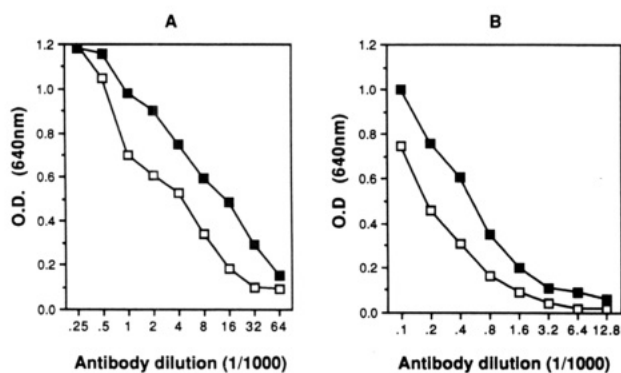 A
1.2
1.0
0.8
0.6
0.4
0.2
0.0
O.D. (640nm)
.25 .5 1 2 4 8 16 32 64
Antibody dilution (1/1000)
B
1.2
1.0
0.8
0.6
0.4
0.2
0.0
O.D (640nm)
.1 .2 .4 .8 1.6 3.2 6.4 12.8
Antibody dilution (1/1000)